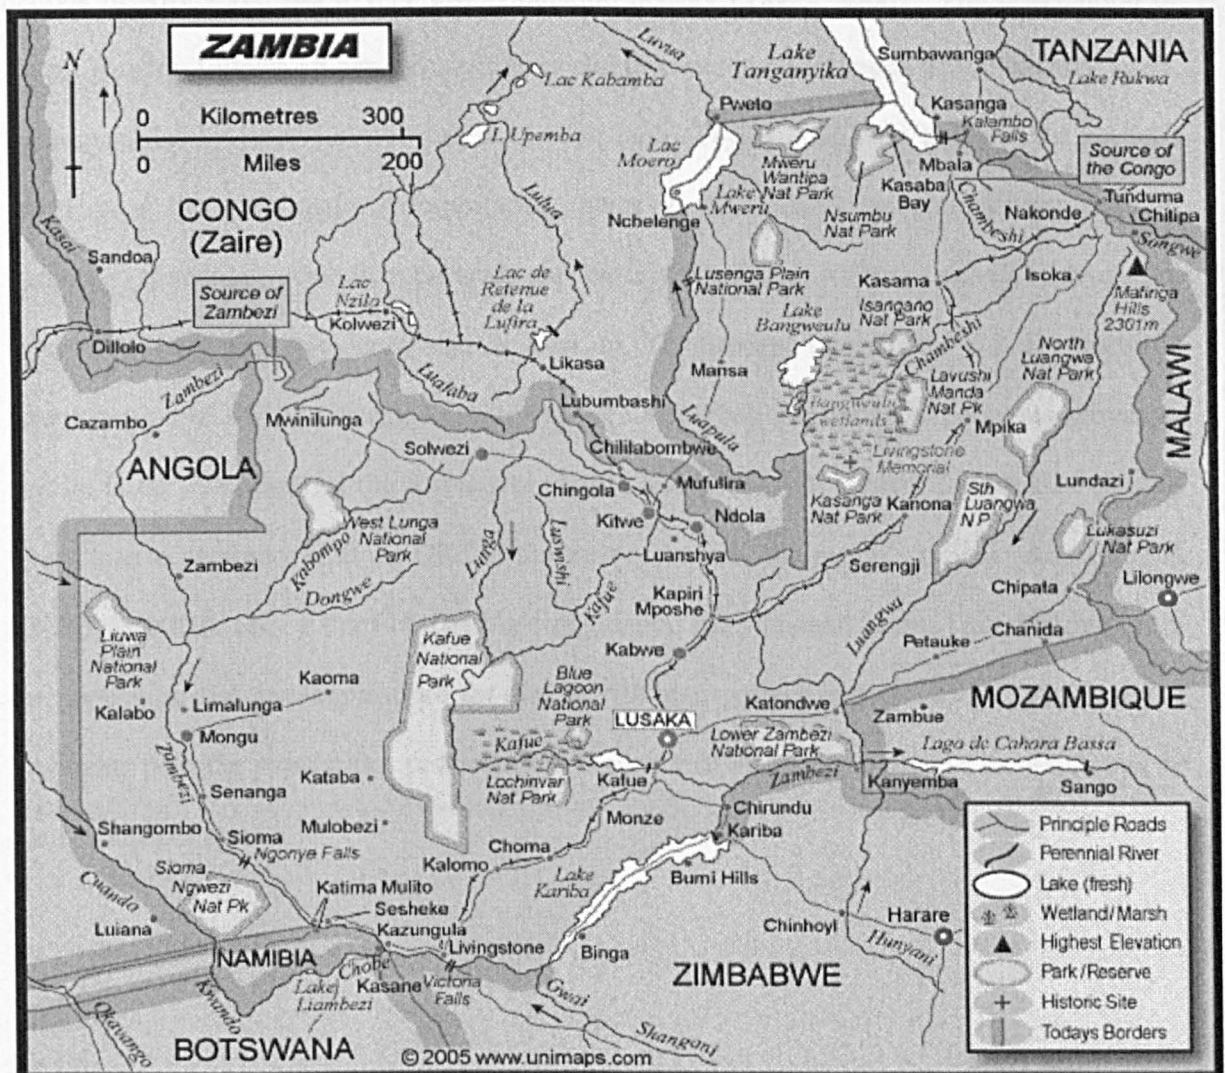 ZAMBIA
N
0 Kilometres 300
0 Miles 200
CONGO
(Zaire)
Kasai
Sandoa
Source of
Zambezi
Lac
Nzilo
Kolwezi
Dillolo
Lac Kabamba
L Upemba
Lulua
Lac de
Retenue
de la
Lufira
Likasa
Lualaba
Lubumbashi
Luvua
Lake
Tanganyika
Sumbawanga
TANZANIA
Lake Rukwa
Pweto
Kasanga
Kalambo
Falls
Lac
Moero
Mweru
Wantipa
Nat Park
Mbala
Source of
the Congo
Kasaba
Bay
Lake
Mweru
Nchelenge
Nsumbu
Nat Park
Chambeshi
Nakonde
Tunduma
Chitipa
Songwe
Lusenga Plain
National Park
Kasama
Isoka
Mafinga
Hills
2301m
Lake
Bangweulu
Isangano
Nat Park
Chambeshi
North
Luangwa
Nat Park
MALAWI
Mansa
Lavushi
Manda
Nat Pk
Bangweulu
wetlands
Mpika
Luapula
Livingstone
Memorial
Cazambo
Zambezi
Mwinilunga
Solwezi
Chililabombwe
ANGOLA
Chingola
Mufulira
Kasanga
Nat Park
Kanona
Sth
Luangwa
N P
Lundazi
Kitwe
Ndola
Lukasuzi
Nat Park
West Lunga
National
Park
Lunga
Luswishi
Luanshya
Kabompo
Zambezi
Dongwe
Kafue
Kapiri
Mposhe
Serengji
Chipata
Lilongwe
Luangwa
Petauke
Chanida
Liuwa
Plain
National
Park
Kafue
National
Park
Kabwe
Kaoma
Blue
Lagoon
National
Park
Kalabo
Limalunga
LUSAKA
Katondwe
MOZAMBIQUE
Zambue
Mongu
Zambezi
Kafue
Lower Zambezi
National Park
Lago de Cahora Bassa
Kataba
Lochinvar
Nat Park
Kafue
Zambezi
Kanyemba
Sango
Senanga
Chirundu
Shangombo
Sioma
Mulobezi
Monze
Kariba
Ngonye Falls
Choma
Kalomo
Sioma
Ngwezi
Nat Pk
Lake
Kariba
Bumi Hills
Cuando
Katima Mulito
Sesheke
Luiana
Kazungula
Livingstone
Binga
Chinhoyl
Harare
Hunyani
NAMIBIA
Chobe
Lake
Liambezi
Kasane
Victoria
Falls
ZIMBABWE
Kwando
Gwai
Okavango
Shangani
BOTSWANA
© 2005 www.unimaps.com
Principle Roads
Perennial River
Lake (fresh)
Wetland/Marsh
Highest Elevation
Park/Reserve
Historic Site
Todays Borders